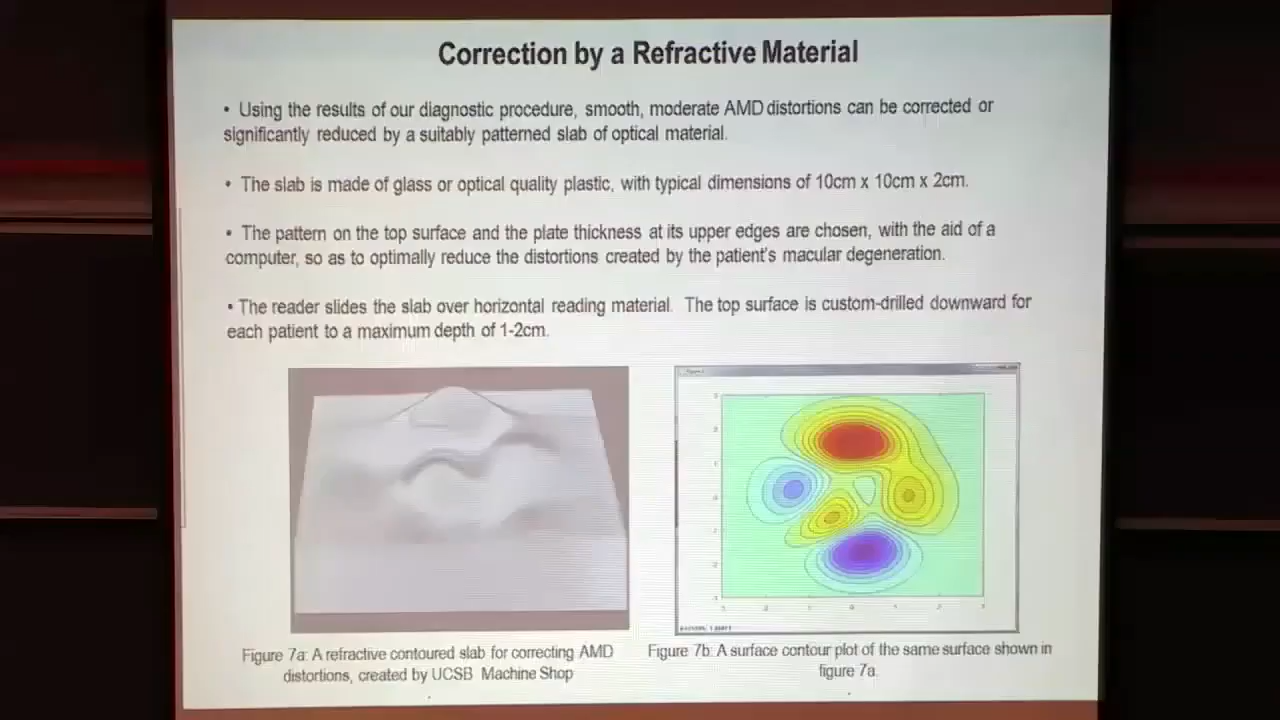 Correction by a Refractive Material
• Using the results of our diagnostic procedure, smooth, moderate AMD distortions can be corrected or
significantly reduced by a suitably patterned slab of optical material.
• The slab is made of glass or optical quality plastic, with typical dimensions of 10cm x 10cm x 2cm.
• The pattern on the top surface and the plate thickness at its upper edges are chosen, with the aid of a
computer, so as to optimally reduce the distortions created by the patient's macular degeneration.
• The reader slides the slab over horizontal reading material. The top surface is custom-drilled downward for
each patient to a maximum depth of 1-2cm.
Figure 7a: A refractive contoured slab for correcting AMD
distortions, created by UCSB Machine Shop
Figure 7b: A surface contour plot of the same surface shown in
figure 7a.